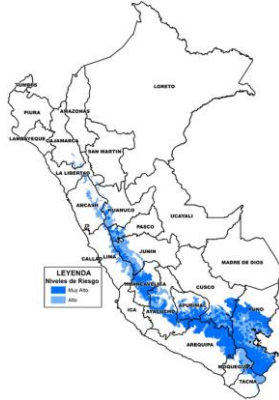 LORETO
TUMBES
PIURA
AMAZONAS
LAMBAYEQUE
CAJAMARCA
SAN MARTIN
LA LIBERTAD
ANCASH
HUANUCO
UCAYALI
PASCO
JUNIN
CALLAO
LIMA
MADRE DE DIOS
HUANCAVELICA
CUSCO
ICA
AYACUCHO
APURIMAC
PUNO
AREQUIPA
MOQUEGUA
TACNA
LEYENDA
Niveles de Riesgo
Muy Alto
Alto